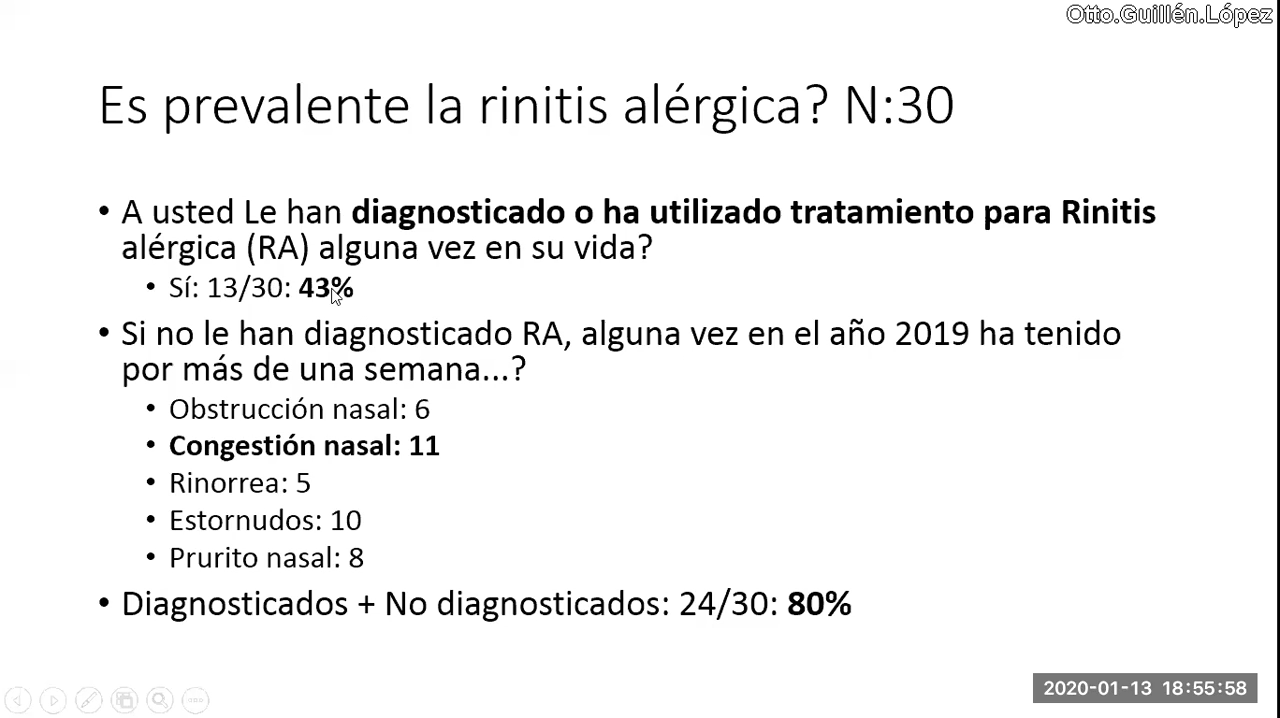 Otto.Guillén.López
Es prevalente la rinitis alérgica? N:30
• A usted Le han diagnosticado o ha utilizado tratamiento para Rinitis
alérgica (RA) alguna vez en su vida?
• Sí: 13/30: 43%
• Si no le han diagnosticado RA, alguna vez en el año 2019 ha tenido
por más de una semana...?
• Obstrucción nasal: 6
• Congestión nasal: 11
• Rinorrea: 5
• Estornudos: 10
• Prurito nasal: 8
• Diagnosticados + No diagnosticados: 24/30: 80%
2020-01-13 18:55:58